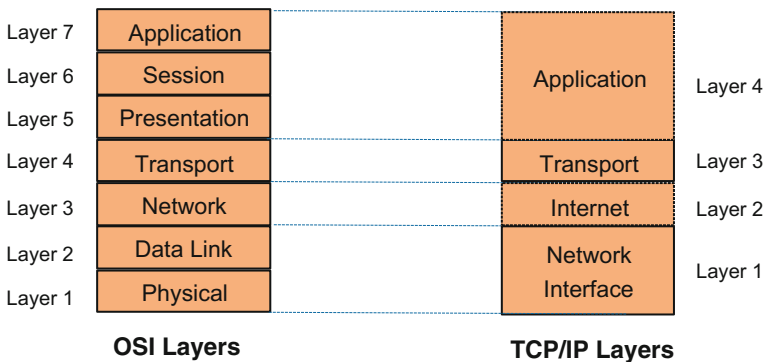 Layer 7 Application
Layer 6 Session
Layer 5 Presentation
Layer 4 Transport
Layer 3 Network
Layer 2 Data Link
Layer 1 Physical
OSI Layers
Application Layer 4
Transport Layer 3
Internet Layer 2
Network
Interface
Layer 1
TCP/IP Layers